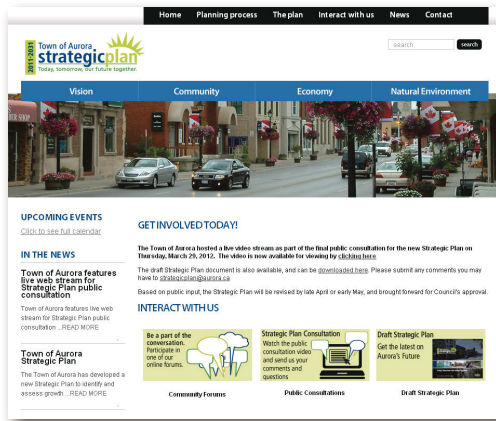 Home Planning process The plan Interact with us News Contact
2011-2031
Town of Aurora
strategicplan
Today, tomorrow, our future together.
search search
Vision Community Economy Natural Environment
UPCOMING EVENTS
Click to see full calendar
IN THE NEWS
Town of Aurora features
live web stream for
Strategic Plan public
consultation
Town of Aurora features live web
stream for Strategic Plan public
consultation ...READ MORE
Town of Aurora
Strategic Plan
The Town of Aurora has developed a
new Strategic Plan to identify and
assess growth ...READ MORE
GET INVOLVED TODAY!
The Town of Aurora hosted a live video stream as part of the final public consultation for the new Strategic Plan on
Thursday, March 29, 2012. The video is now available for viewing by clicking here
The draft Strategic Plan document is also available, and can be downloaded here. Please submit any comments you may
have to strategicplan@aurora.ca
Based on public input, the Strategic Plan will be revised by late April or early May, and brought forward for Council's approval.
INTERACT WITH US
Be a part of the
conversation.
Participate in
one of our
online forums.
Community Forums
Strategic Plan Consultation
Watch the public
consultation video
and send us your
comments and
questions
Public Consultations
Draft Strategic Plan
Get the latest on
Aurora's Future
Draft Strategic Plan